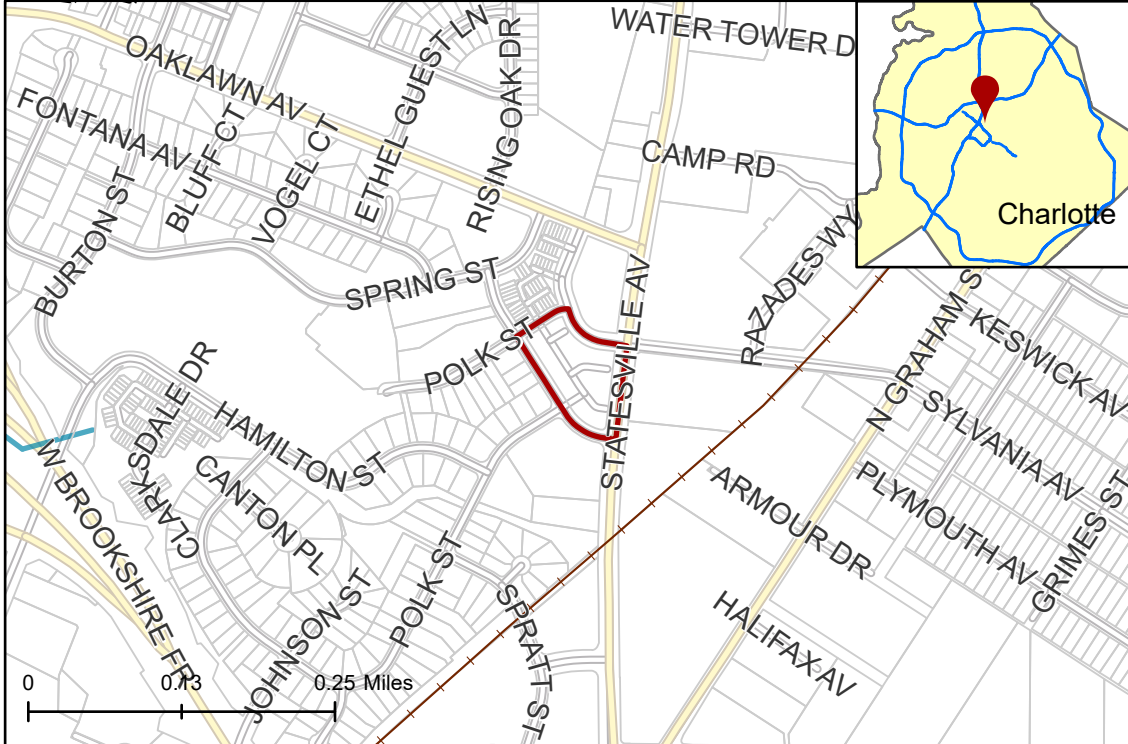 WATER TOWER D
OAKLAWN AV
ETHEL GUEST LN
RISING OAK DR
FONTANA AV
BLUFF CT
VOGEL CT
CAMP RD
Charlotte
BURTON ST
SPRING ST
RAZADES WY
STATESVILLE AV
N GRAHAM S
KESWICK AV
POLK ST
CLARKSDALE DR
HAMILTON ST
SYLVANIA AV
W BROOKSHIRE FR
CANTON PL
PLYMOUTH AV
GRIMES ST
ARMOUR DR
JOHNSON ST
POLK ST
SPRATT ST
HALIFAX AV
0
0.13
0.25 Miles